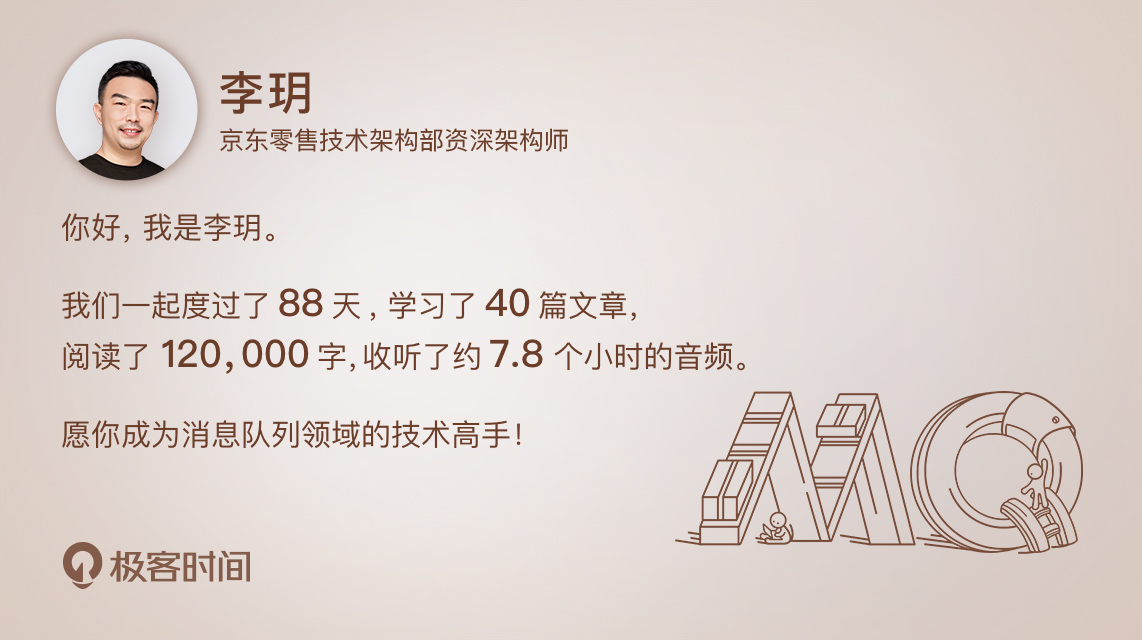 李玥
京东零售技术架构部资深架构师
你好，我是李玥。
我们一起度过了 88 天，学习了 40 篇文章，
阅读了 120,000 字，收听了约 7.8 个小时的音频。
愿你成为消息队列领域的技术高手！
MQ
极客时间